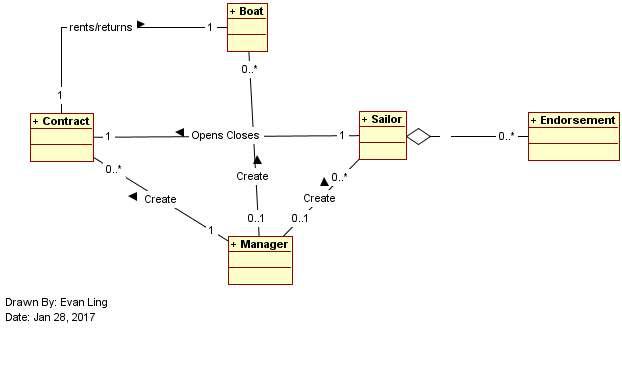 + Boat
rents/returns
1
0..*
1
+ Contract
+ Sailor
+ Endorsement
1
Opens Closes
1
0..*
0..*
Create
0..*
Create
Create
0..1
0..1
1
+ Manager
Drawn By: Evan Ling
Date: Jan 28, 2017